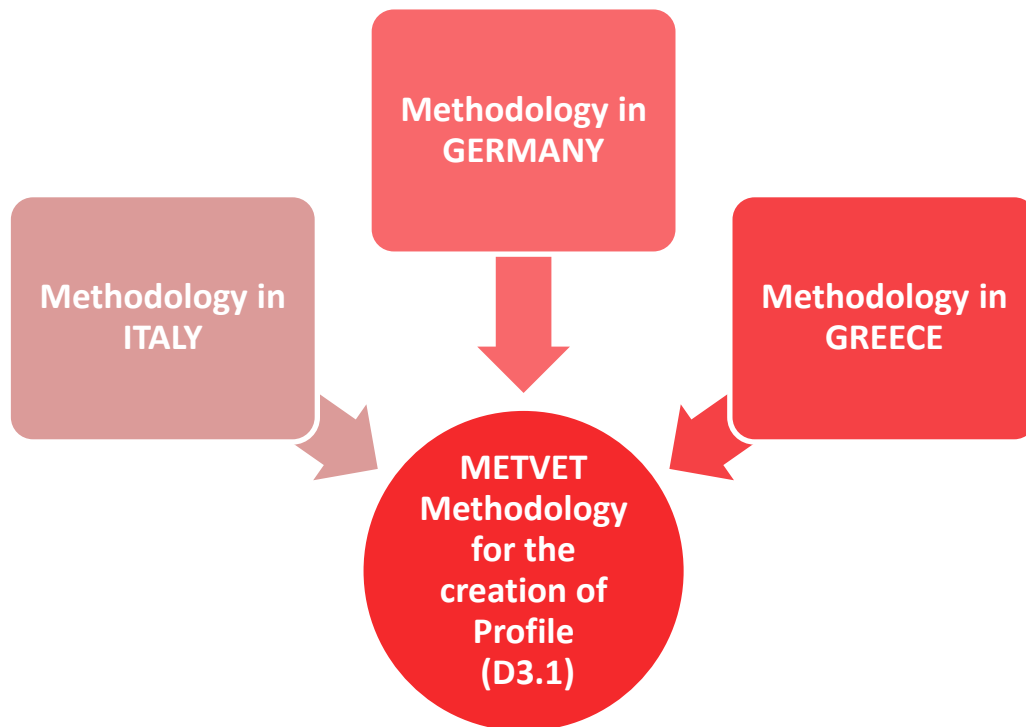 Methodology in
GERMANY
Methodology in
ITALY
Methodology in
GREECE
METVET
Methodology
for the
creation of
Profile
(D3.1)